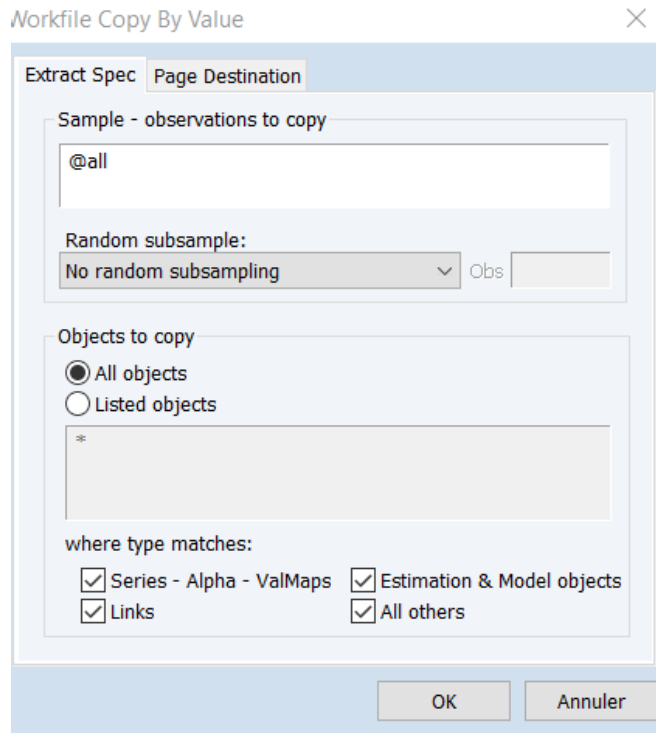 Workfile Copy By Value
Extract Spec Page Destination
Sample - observations to copy
@all
Random subsample:
No random subsampling Obs
Objects to copy
All objects
Listed objects
*
where type matches:
Series - Alpha - ValMaps Estimation & Model objects
Links All others
OK Annuler